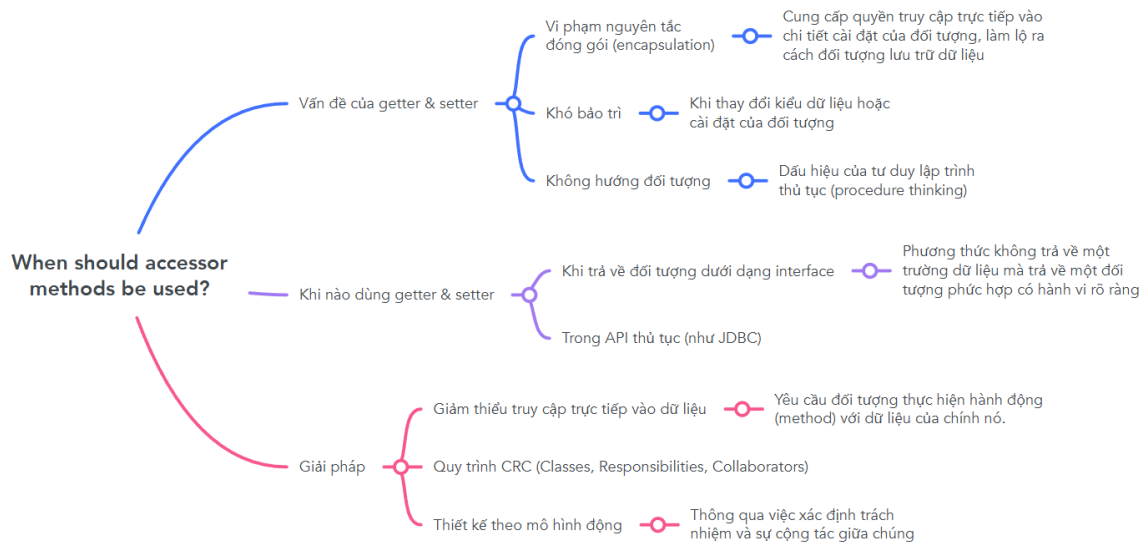 When should accessor
methods be used?
Vấn đề của getter & setter
Vi phạm nguyên tắc
đóng gói (encapsulation)
Cung cấp quyền truy cập trực tiếp vào
chi tiết cài đặt của đối tượng, làm lộ ra
cách đối tượng lưu trữ dữ liệu
Khó bảo trì
Khi thay đổi kiểu dữ liệu hoặc
cài đặt của đối tượng
Không hướng đối tượng
Dấu hiệu của tư duy lập trình
thủ tục (procedure thinking)
Khi nào dùng getter & setter
Khi trả về đối tượng dưới dạng interface
Phương thức không trả về một
trường dữ liệu mà trả về một đối
tượng phức hợp có hành vi rõ ràng
Trong API thủ tục (như JDBC)
Giải pháp
Giảm thiểu truy cập trực tiếp vào dữ liệu
Yêu cầu đối tượng thực hiện hành động
(method) với dữ liệu của chính nó.
Quy trình CRC (Classes, Responsibilities, Collaborators)
Thiết kế theo mô hình động
Thông qua việc xác định trách
nhiệm và sự cộng tác giữa chúng